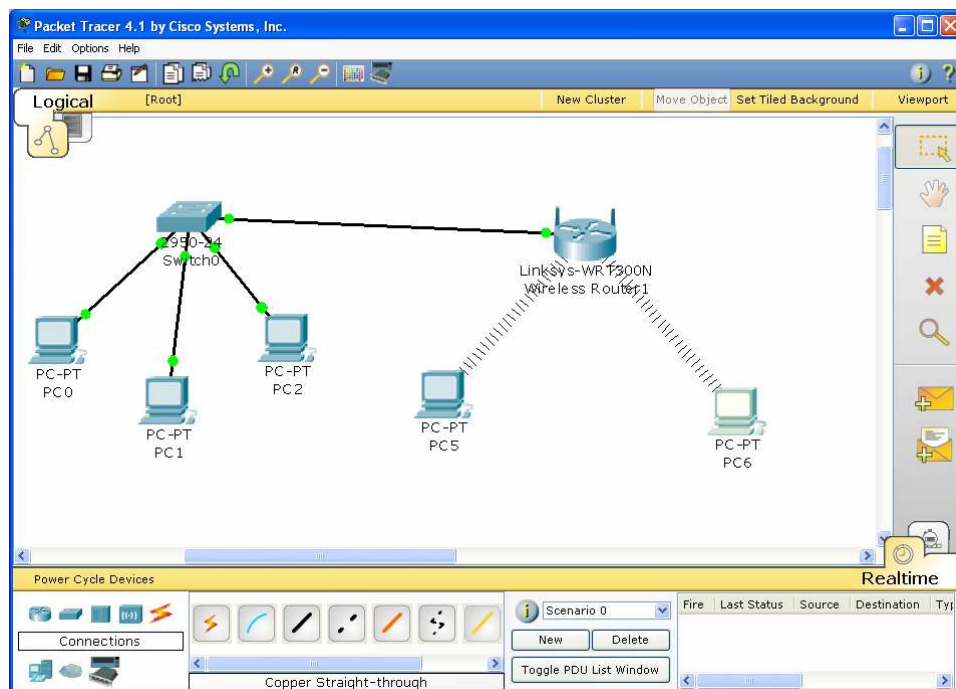 Packet Tracer 4.1 by Cisco Systems, Inc.
File Edit Options Help
Logical [Root] New Cluster Move Object Set Tiled Background Viewport
2950-24
Switch0
Linksys-WRT300N
Wireless Router1
PC-PT
PC0
PC-PT
PC1
PC-PT
PC2
PC-PT
PC5
PC-PT
PC6
Realtime
Power Cycle Devices
Connections
Copper Straight-through
Scenario 0
New Delete
Toggle PDU List Window
Fire Last Status Source Destination Typ